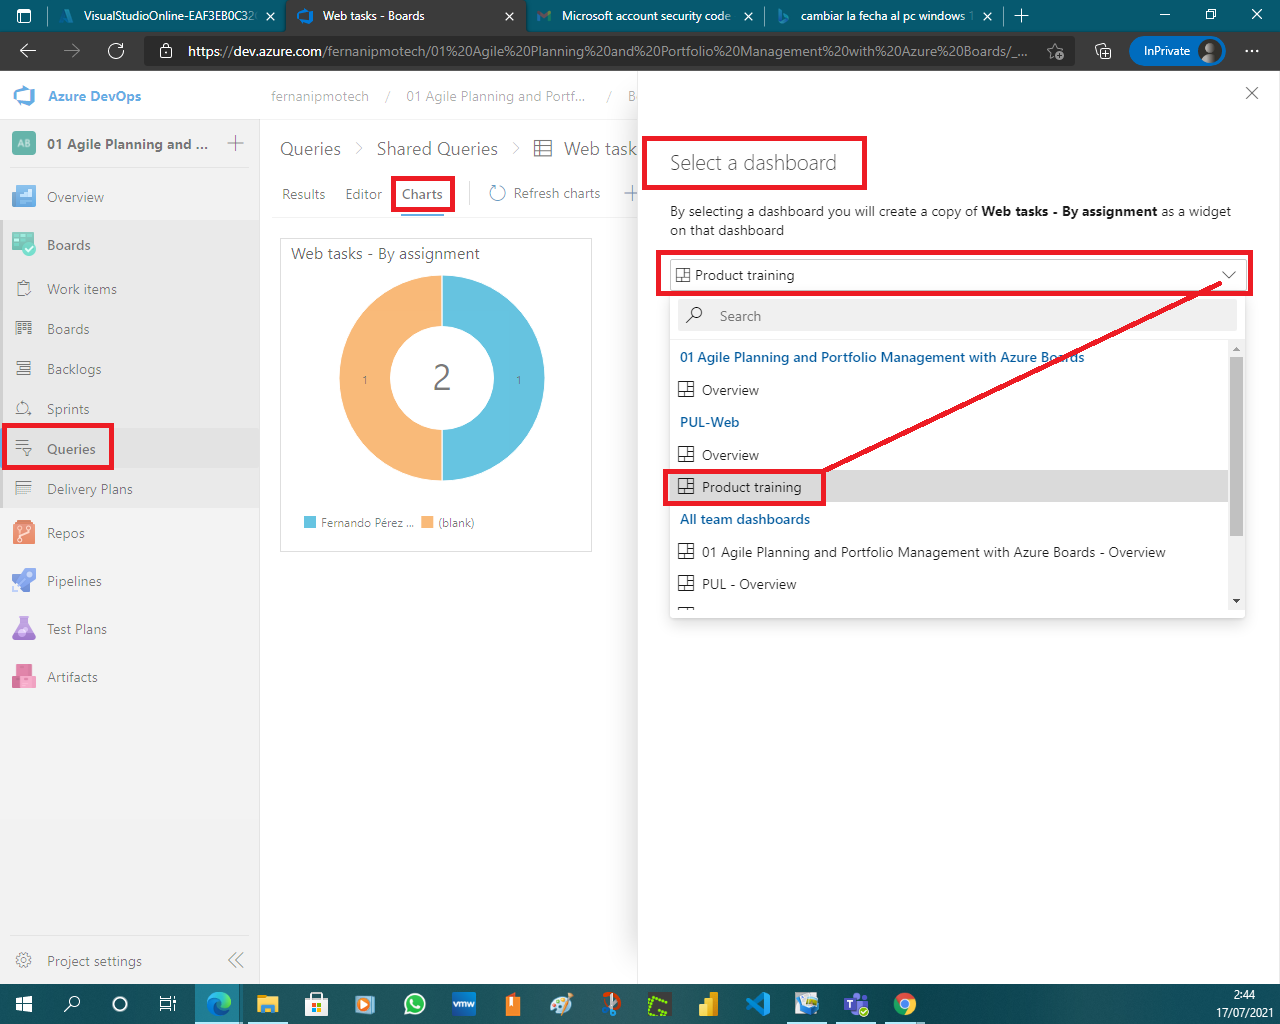 VisualStudioOnline-EAF3EB0C32
Web tasks - Boards
Microsoft account security code
cambiar la fecha al pc windows 1
https://dev.azure.com/fernanipmotech/01%20Agile%20Planning%20and%20Portfolio%20Management%20with%20Azure%20Boards/_...
InPrivate
Azure DevOps
fernanipmotech / 01 Agile Planning and Portf... / B
AB 01 Agile Planning and ...
Overview
Boards
Work items
Boards
Backlogs
Sprints
Queries
Delivery Plans
Repos
Pipelines
Test Plans
Artifacts
Project settings
Queries > Shared Queries > Web task
Results Editor Charts Refresh charts
Web tasks - By assignment
1 2 1
Fernando Pérez ... (blank)
Select a dashboard
By selecting a dashboard you will create a copy of Web tasks - By assignment as a widget
on that dashboard
Product training
Search
01 Agile Planning and Portfolio Management with Azure Boards
Overview
PUL-Web
Overview
Product training
All team dashboards
01 Agile Planning and Portfolio Management with Azure Boards - Overview
PUL - Overview
vmw
2:44
17/07/2021